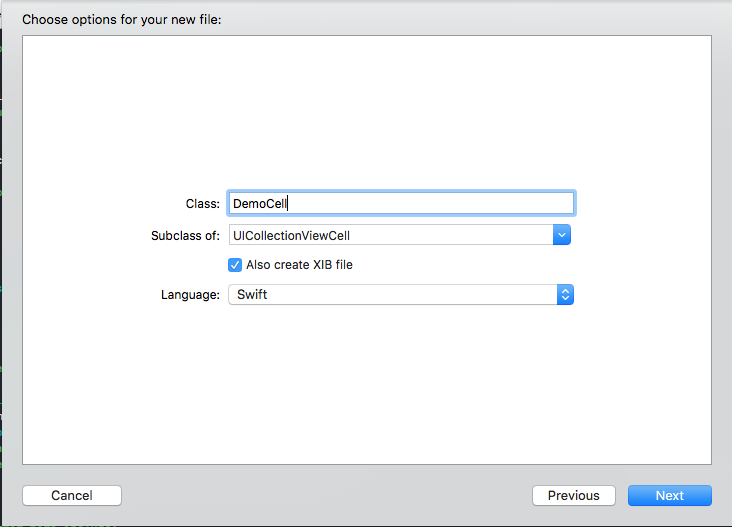 Choose options for your new file:
Class: DemoCell
Subclass of: UICollectionViewCell
Also create XIB file
Language: Swift
Cancel Previous Next